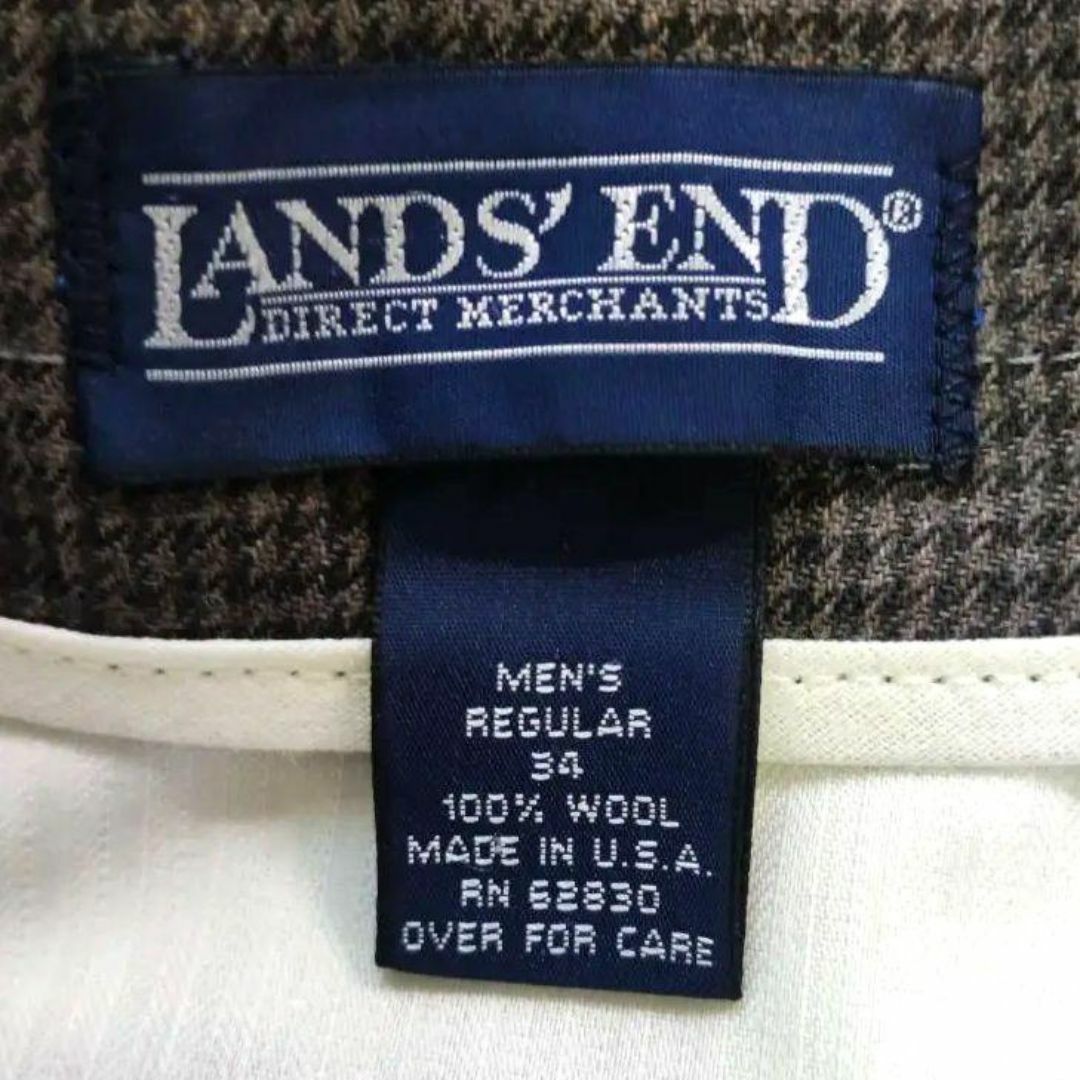 LANDS' END®
DIRECT MERCHANTS
MEN'S
REGULAR
34
100% WOOL
MADE IN U.S.A.
RN 62830
OVER FOR CARE